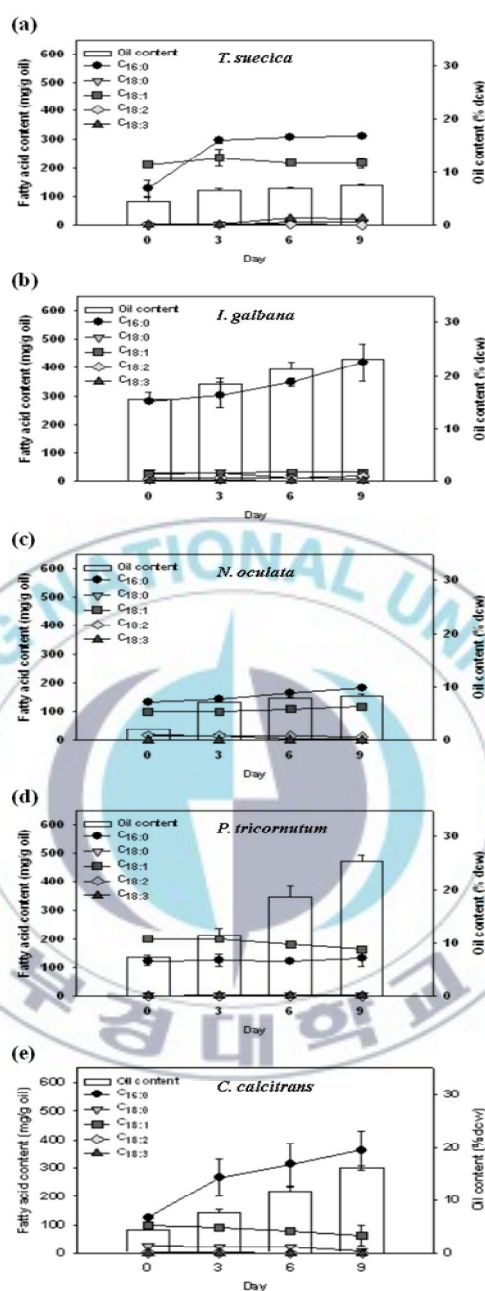 (a)
T. suecica
Oil content
C16:0
C18:0
C18:1
C18:2
C18:3
Fatty acid content (mg/g oil)
600
500
400
300
200
100
0
Oil content (% dcw)
30
20
10
0
0 3 6 9
Day
(b)
I. galbana
Oil content
C16:0
C18:0
C18:1
C18:2
C18:3
Fatty acid content (mg/g oil)
600
500
400
300
200
100
0
Oil content (% dcw)
30
20
10
0
0 3 6 9
Day
(c)
N. oculata
Oil content
C16:0
C18:0
C18:1
C18:2
C18:3
Fatty acid content (mg/g oil)
600
500
400
300
200
100
0
Oil content (% dcw)
30
20
10
0
0 3 6 9
Day
(d)
P. tricornutum
Oil content
C16:0
C18:0
C18:1
C18:2
C18:3
Fatty acid content (mg/g oil)
600
500
400
300
200
100
0
Oil content (% dcw)
30
20
10
0
0 3 6 9
Day
(e)
C. calcitrans
Oil content
C16:0
C18:0
C18:1
C18:2
C18:3
Fatty acid content (mg/g oil)
600
500
400
300
200
100
0
Oil content (% dcw)
30
20
10
0
0 3 6 9
Day
G NATIONAL UNI
부경대학교